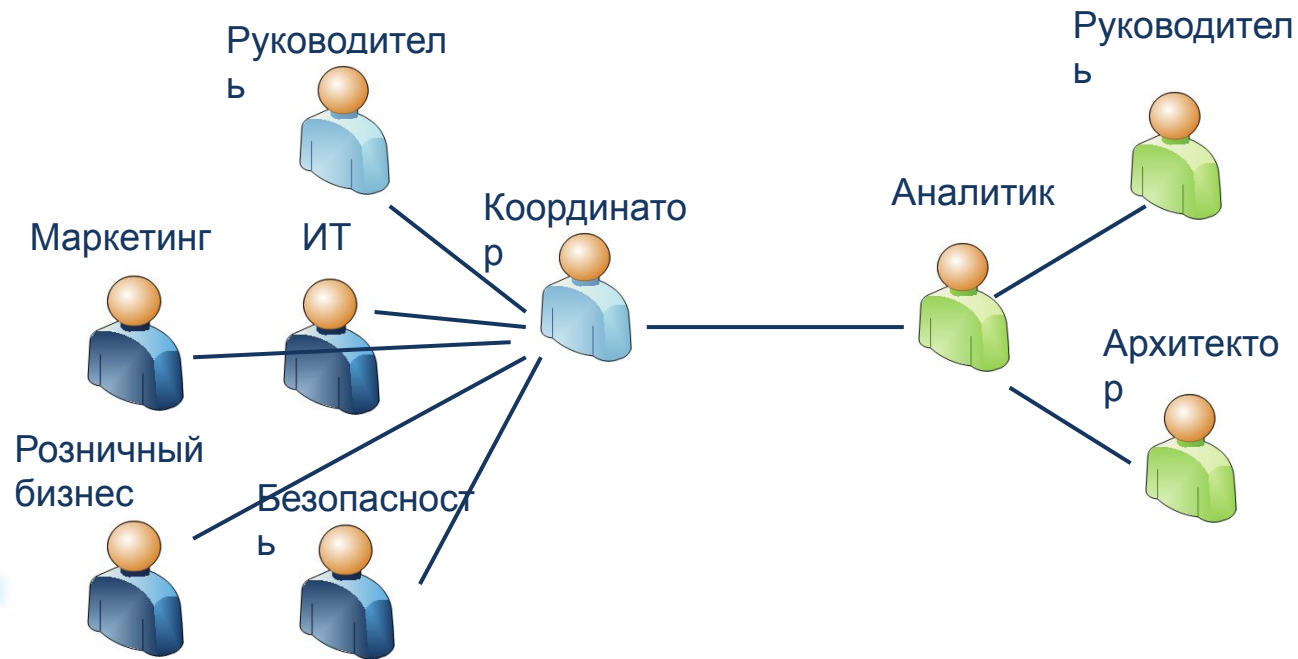 Руководител
ь
Руководител
ь
Координато
р
Аналитик
Маркетинг
ИТ
Архитекто
р
Розничный
бизнес
Безопасност
ь